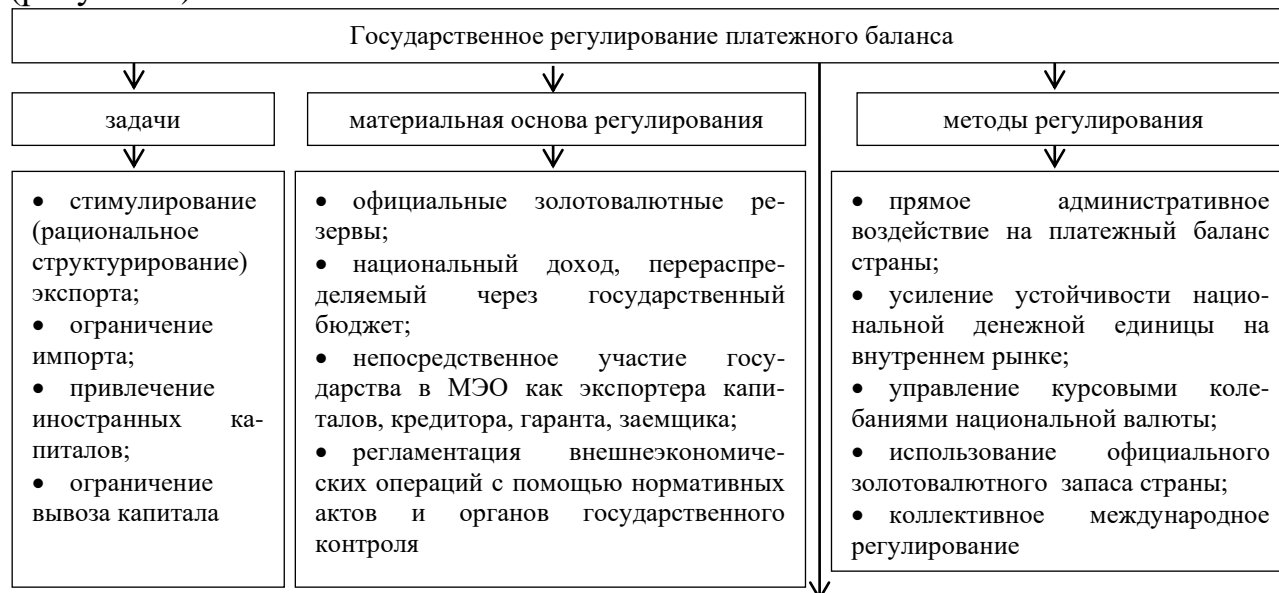 Государственное регулирование платежного баланса
задачи
материальная основа регулирования
методы регулирования
• стимулирование
(рациональное
структурирование)
экспорта;
• ограничение
импорта;
• привлечение
иностранных ка-
питалов;
• ограничение
вывоза капитала
• официальные золотовалютные ре-
зервы;
• национальный доход, перераспре-
деляемый через государственный
бюджет;
• непосредственное участие госу-
дарства в МЭО как экспортера капи-
талов, кредитора, гаранта, заемщика;
• регламентация внешнеэкономиче-
ских операций с помощью нормативных
актов и органов государственного
контроля
• прямое административное
воздействие на платежный баланс
страны;
• усиление устойчивости нацио-
нальной денежной единицы на
внутреннем рынке;
• управление курсовыми коле-
баниями национальной валюты;
• использование официального
золотовалютного запаса страны;
• коллективное международное
регулирование